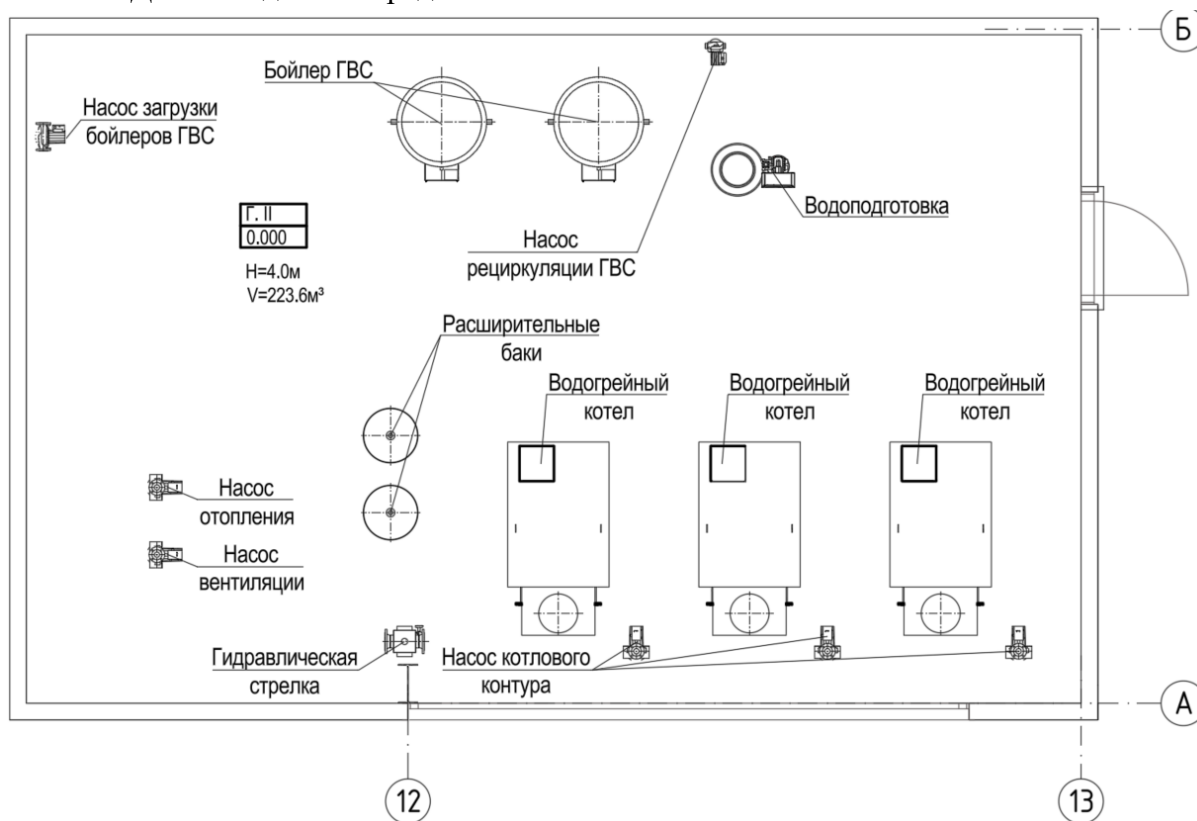 Б
Бойлер ГВС
Насос загрузки
бойлеров ГВС
Водоподготовка
Г. II
0.000
Насос
рециркуляции ГВС
H=4.0м
V=223.6м³
Расширительные
баки
Водогрейный
котел
Водогрейный
котел
Водогрейный
котел
Насос
отопления
Насос
вентиляции
Гидравлическая
стрелка
Насос котлового
контура
А
12
13